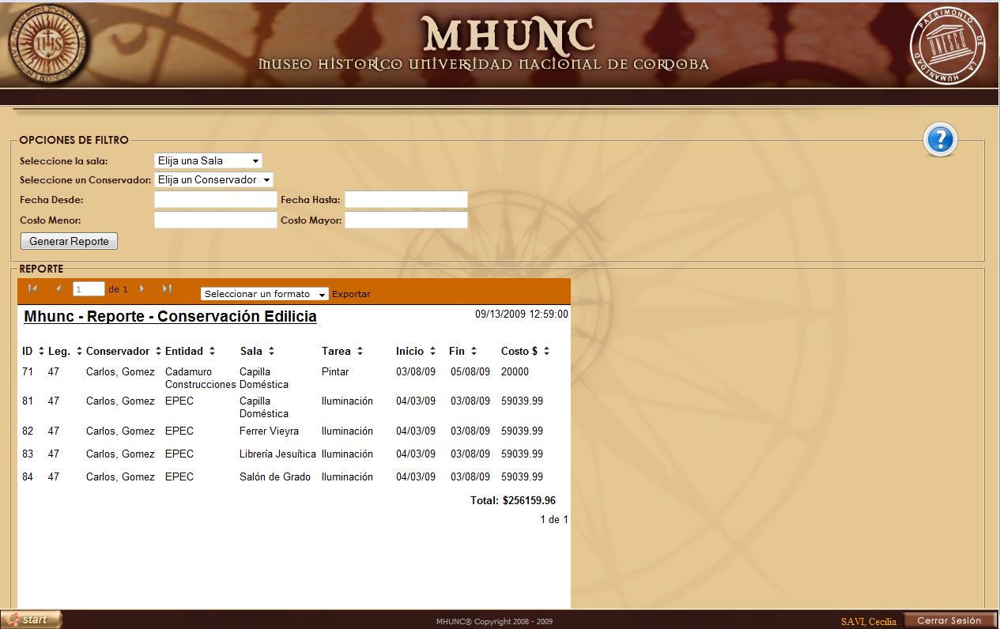 MHUNC
MUSEO HISTORICO UNIVERSIDAD NACIONAL DE CORDOBA
IHS
PATRIMONIO DE LA HUMANIDAD
UNESCO
OPCIONES DE FILTRO
?
Seleccione la sala: Elija una Sala
Seleccione un Conservador: Elija un Conservador
Fecha Desde: Fecha Hasta:
Costo Menor: Costo Mayor:
Generar Reporte
REPORTE
1 de 1 Seleccionar un formato Exportar
Mhunc - Reporte - Conservación Edilicia 09/13/2009 12:59:00
ID Leg. Conservador Entidad Sala Tarea Inicio Fin Costo $
71 47 Carlos, Gomez Cadamuro Capilla Pintar 03/08/09 05/08/09 20000
Construcciones Doméstica
81 47 Carlos, Gomez EPEC Capilla Iluminación 04/03/09 03/08/09 59039.99
Doméstica
82 47 Carlos, Gomez EPEC Ferrer Vieyra Iluminación 04/03/09 03/08/09 59039.99
83 47 Carlos, Gomez EPEC Librería Jesuítica Iluminación 04/03/09 03/08/09 59039.99
84 47 Carlos, Gomez EPEC Salón de Grado Iluminación 04/03/09 03/08/09 59039.99
Total: $256159.96
1 de 1
start MHUNC® Copyright 2008 - 2009 SAVI, Cecilia Cerrar Sesión